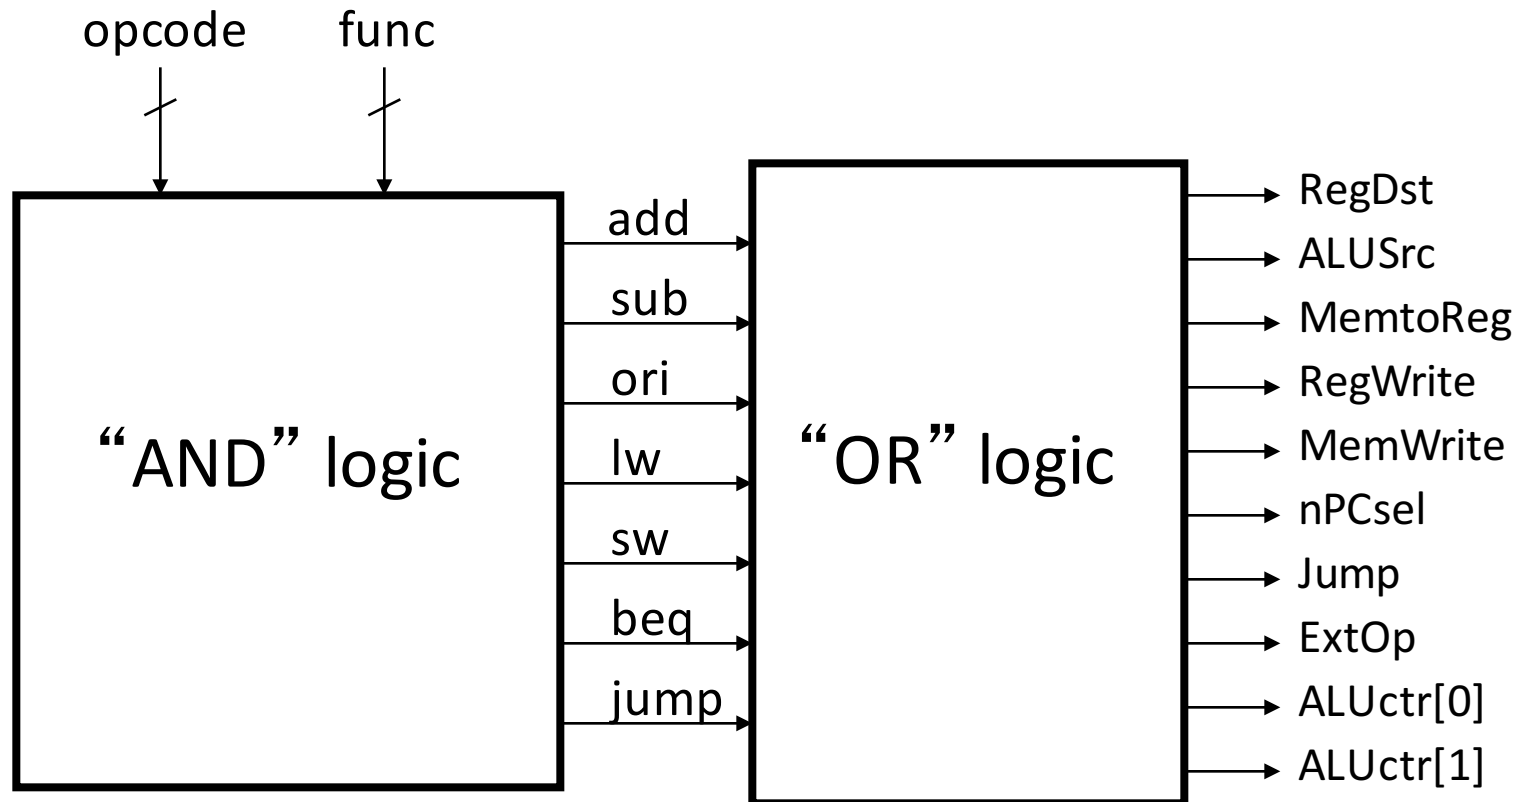 opcode
func
“AND” logic
add
sub
ori
lw
sw
beq
jump
“OR” logic
RegDst
ALUSrc
MemtoReg
RegWrite
MemWrite
nPCsel
Jump
ExtOp
ALUctr[0]
ALUctr[1]